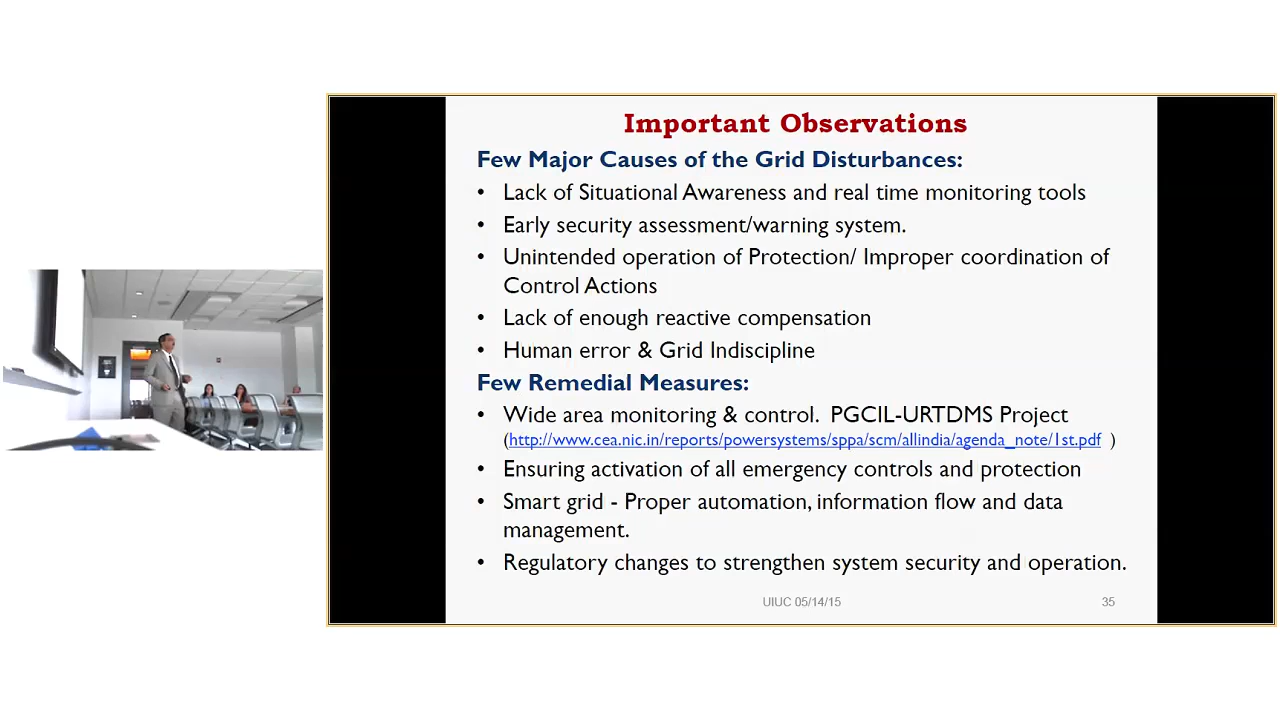 Important Observations
Few Major Causes of the Grid Disturbances:
• Lack of Situational Awareness and real time monitoring tools
• Early security assessment/warning system.
• Unintended operation of Protection/ Improper coordination of
Control Actions
• Lack of enough reactive compensation
• Human error & Grid Indiscipline
Few Remedial Measures:
• Wide area monitoring & control. PGCIL-URTDMS Project
(http://www.cea.nic.in/reports/powersystems/sppa/scm/allindia/agenda_note/1st.pdf )
• Ensuring activation of all emergency controls and protection
• Smart grid - Proper automation, information flow and data
management.
• Regulatory changes to strengthen system security and operation.
UIUC 05/14/15
35